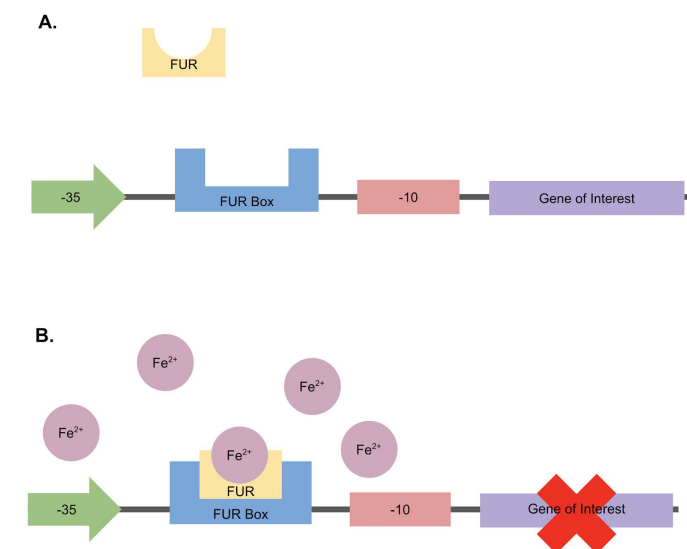 A.
FUR
-35
FUR Box
-10
Gene of Interest
B.
Fe²⁺
Fe²⁺
Fe²⁺
Fe²⁺
Fe²⁺
FUR
-35
FUR Box
-10
Gene of Interest